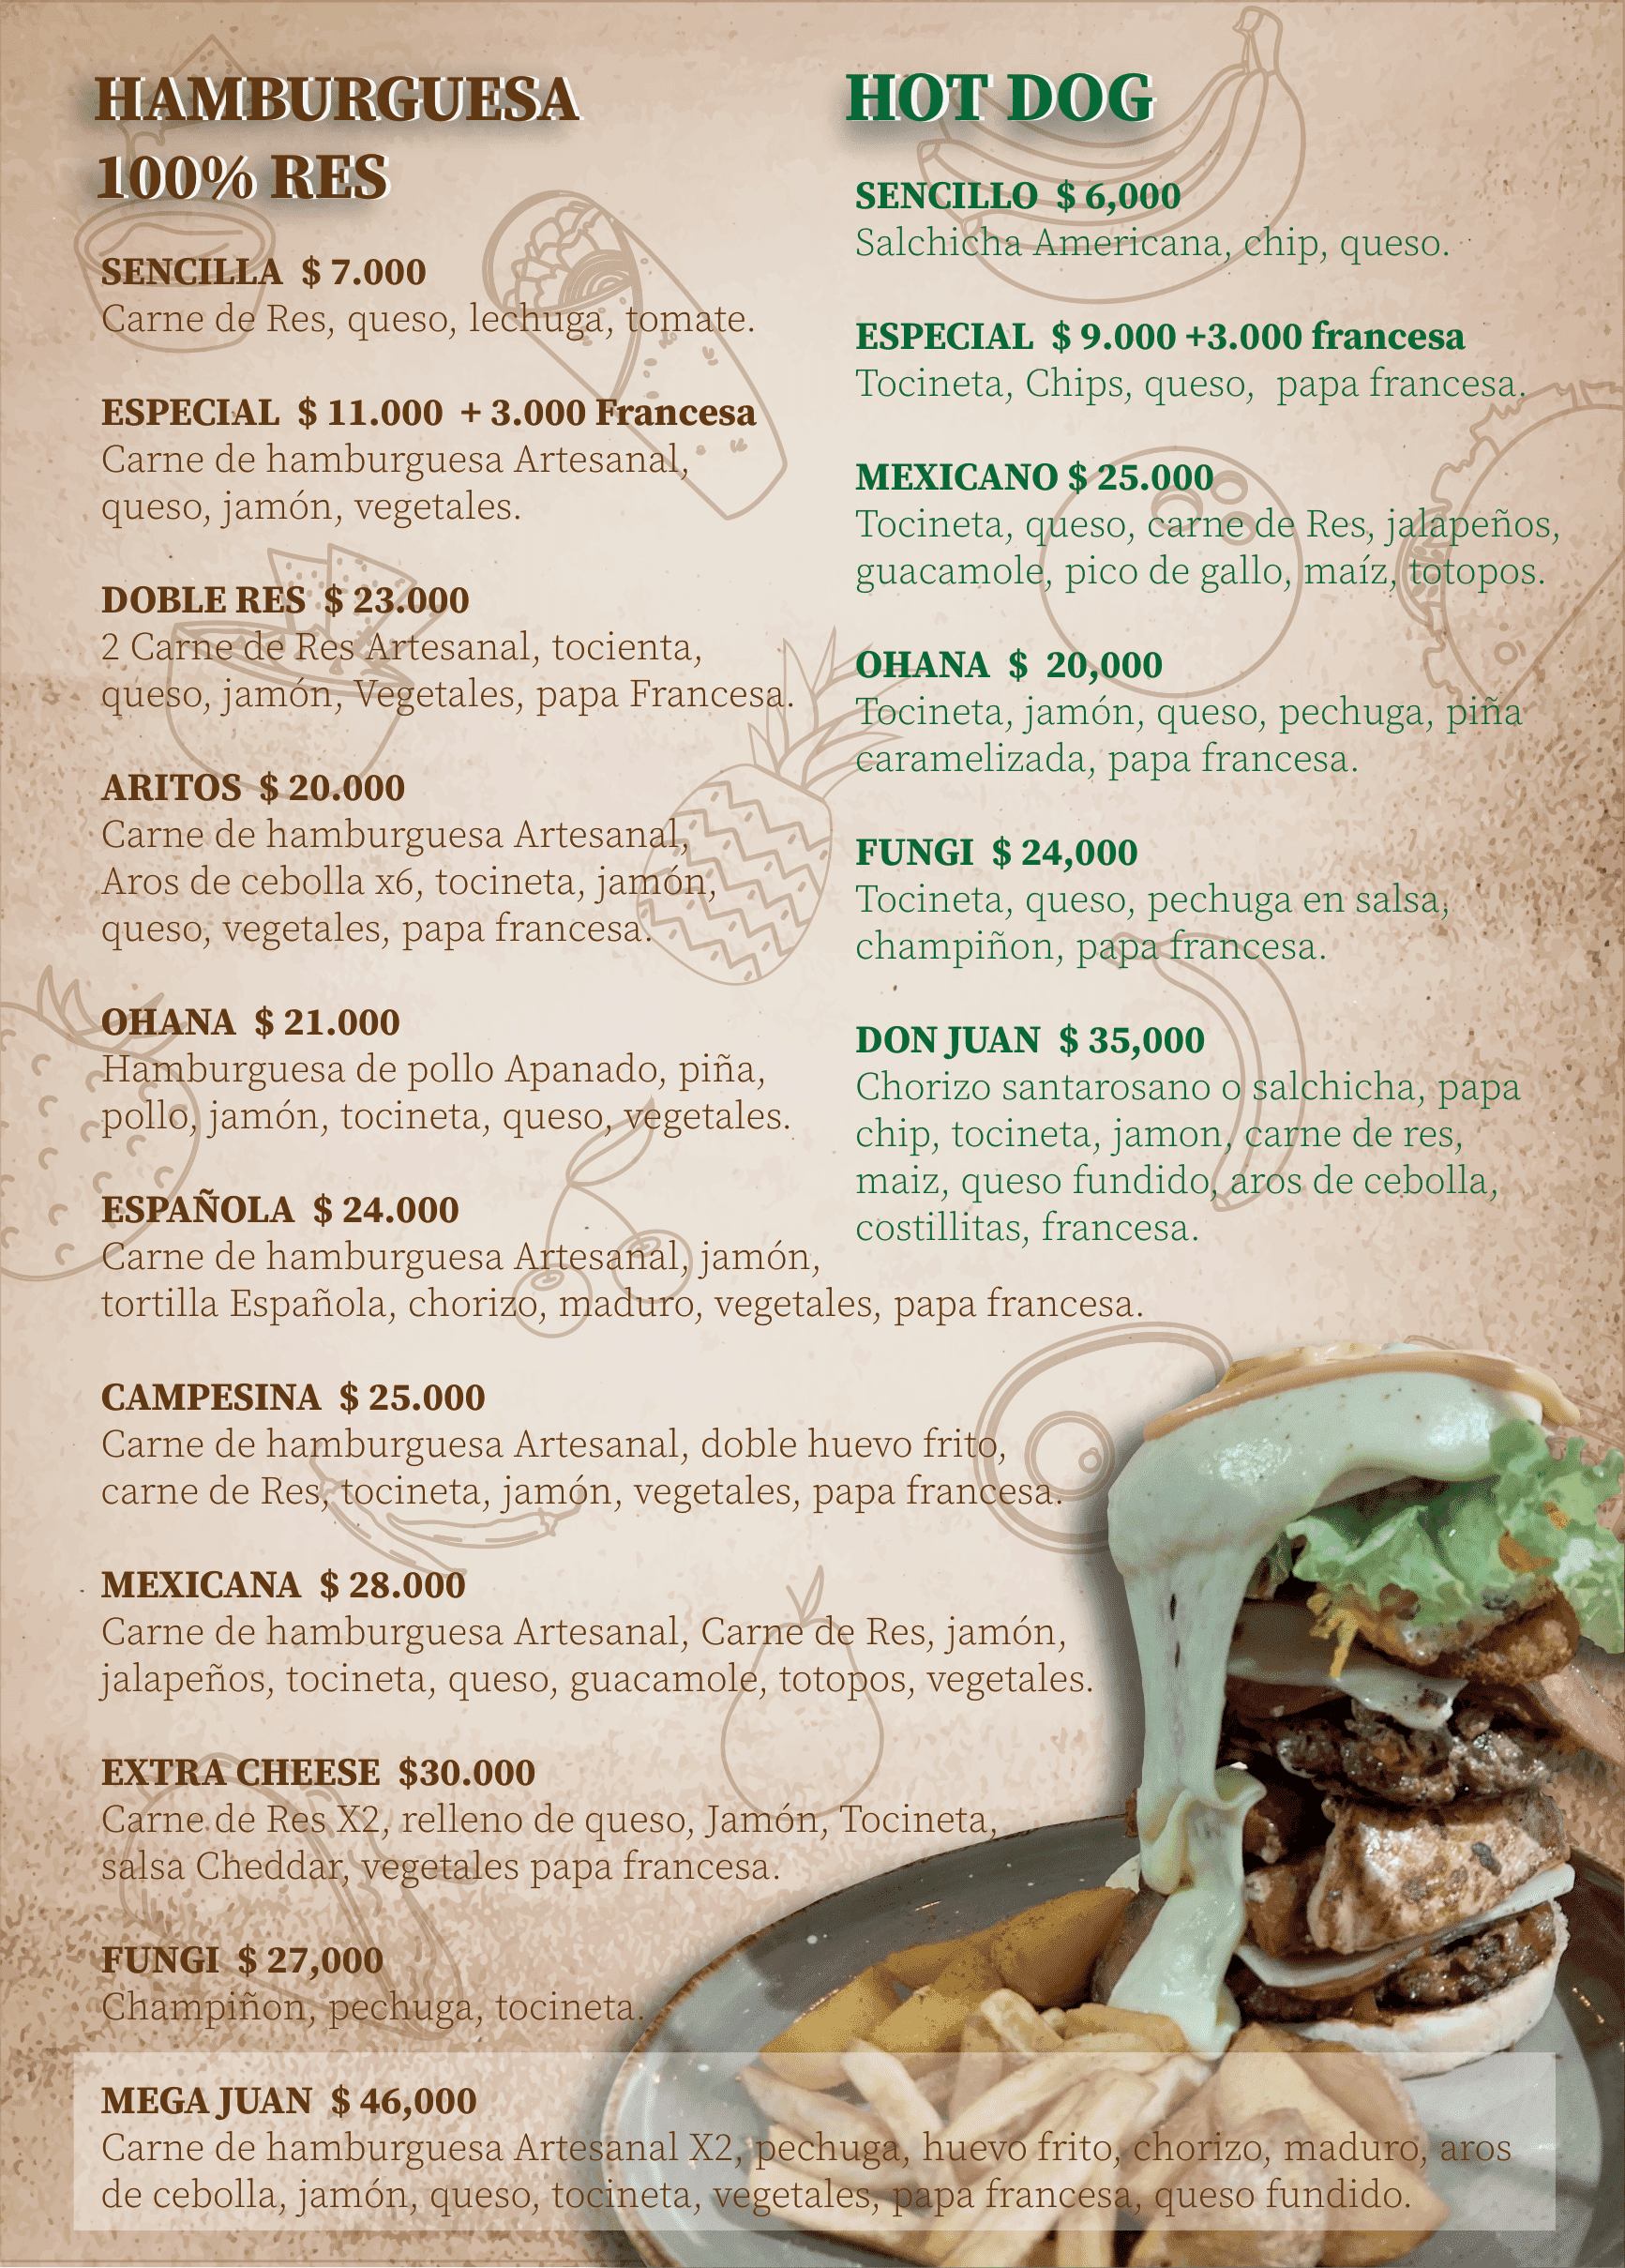 HAMBURGUESA
100% RES
SENCILLA $ 7.000
Carne de Res, queso, lechuga, tomate.
ESPECIAL $ 11.000 + 3.000 Francesa
Carne de hamburguesa Artesanal,
queso, jamón, vegetales.
DOBLE RES $ 23.000
2 Carne de Res Artesanal, tocienta,
queso, jamón, Vegetales, papa Francesa.
ARITOS $ 20.000
Carne de hamburguesa Artesanal,
Aros de cebolla x6, tocineta, jamón,
queso, vegetales, papa francesa.
OHANA $ 21.000
Hamburguesa de pollo Apanado, piña,
pollo, jamón, tocineta, queso, vegetales.
ESPAÑOLA $ 24.000
Carne de hamburguesa Artesanal, jamón,
tortilla Española, chorizo, maduro, vegetales, papa francesa.
CAMPESINA $ 25.000
Carne de hamburguesa Artesanal, doble huevo frito,
carne de Res, tocineta, jamón, vegetales, papa francesa.
MEXICANA $ 28.000
Carne de hamburguesa Artesanal, Carne de Res, jamón,
jalapeños, tocineta, queso, guacamole, totopos, vegetales.
EXTRA CHEESE $30.000
Carne de Res X2, relleno de queso, Jamón, Tocineta,
salsa Cheddar, vegetales papa francesa.
FUNGI $ 27,000
Champiñon, pechuga, tocineta.
MEGA JUAN $ 46,000
Carne de hamburguesa Artesanal X2, pechuga, huevo frito, chorizo, maduro, aros
de cebolla, jamón, queso, tocineta, vegetales, papa francesa, queso fundido.
HOT DOG
SENCILLO $ 6,000
Salchicha Americana, chip, queso.
ESPECIAL $ 9.000 +3.000 francesa
Tocineta, Chips, queso, papa francesa.
MEXICANO $ 25.000
Tocineta, queso, carne de Res, jalapeños,
guacamole, pico de gallo, maíz, totopos.
OHANA $ 20,000
Tocineta, jamón, queso, pechuga, piña
caramelizada, papa francesa.
FUNGI $ 24,000
Tocineta, queso, pechuga en salsa,
champiñon, papa francesa.
DON JUAN $ 35,000
Chorizo santarosano o salchicha, papa
chip, tocineta, jamon, carne de res,
maiz, queso fundido, aros de cebolla,
costillitas, francesa.